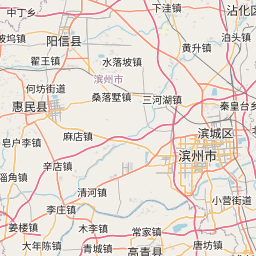 中丁乡
下洼镇
沾化区
泊头镇
坡坞镇
阳信县
黄升镇
翟王镇
水落坡镇
滨州市
何坊街道
桑落墅镇
三河湖镇
惠民县
秦皇台乡
滨城区
麻店镇
皂户李镇
滨州市
辛店镇
淄角镇
清河镇
小营街道
李庄镇
姜楼镇
木李镇
常家镇
大年陈镇
青城镇
高青县
唐坊镇